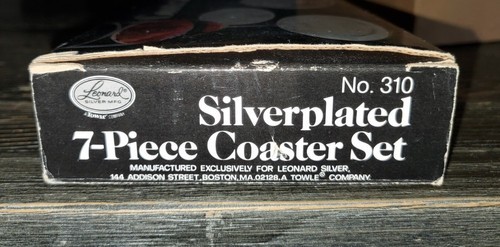 Leonard
SILVER MFG.
A TOWLE COMPANY
No. 310
Silverplated
7-Piece Coaster Set
MANUFACTURED EXCLUSIVELY FOR LEONARD SILVER,
144 ADDISON STREET, BOSTON, MA. 02128. A TOWLE® COMPANY.